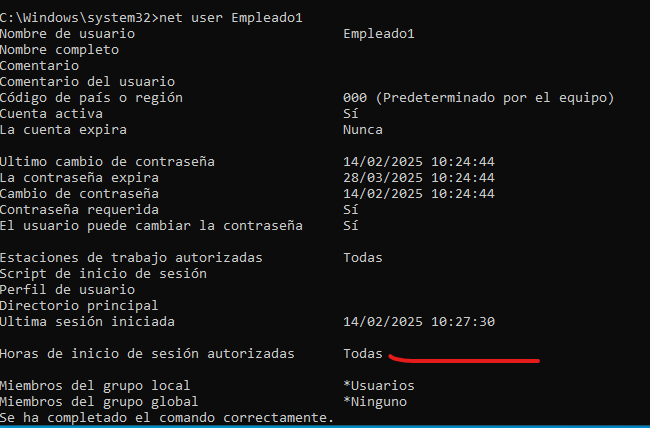 C:\Windows\system32>net user Empleado1
Nombre de usuario Empleado1
Nombre completo
Comentario
Comentario del usuario
Código de país o región 000 (Predeterminado por el equipo)
Cuenta activa Sí
La cuenta expira Nunca
Ultimo cambio de contraseña 14/02/2025 10:24:44
La contraseña expira 28/03/2025 10:24:44
Cambio de contraseña 14/02/2025 10:24:44
Contraseña requerida Sí
El usuario puede cambiar la contraseña Sí
Estaciones de trabajo autorizadas Todas
Script de inicio de sesión
Perfil de usuario
Directorio principal
Ultima sesión iniciada 14/02/2025 10:27:30
Horas de inicio de sesión autorizadas Todas
Miembros del grupo local *Usuarios
Miembros del grupo global *Ninguno
Se ha completado el comando correctamente.